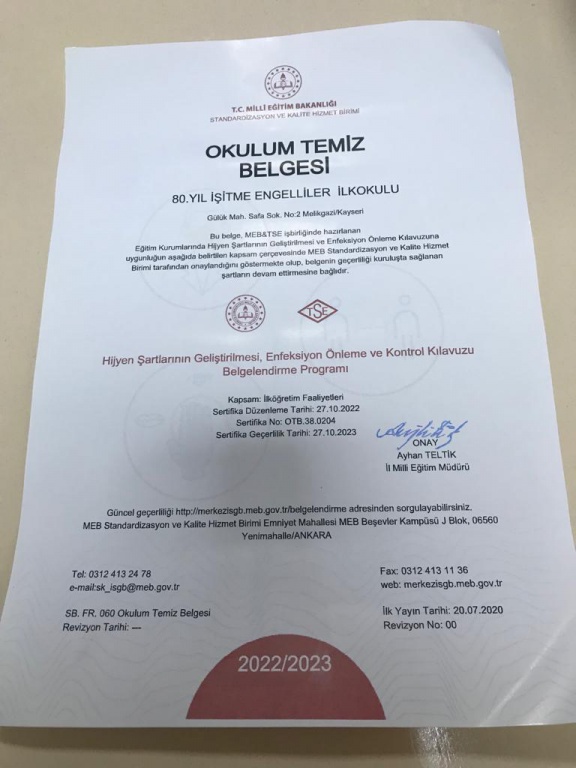 T.C. MİLLİ EĞİTİM BAKANLIĞI
STANDARDİZASYON VE KALİTE HİZMET BİRİMİ
OKULUM TEMİZ
BELGESİ
80.YIL İŞİTME ENGELLİLER İLKOKULU
Gülük Mah. Safa Sok. No:2 Melikgazi/Kayseri
Bu belge, MEB&TSE işbirliğinde hazırlanan
Eğitim Kurumlarında Hijyen Şartlarının Geliştirilmesi ve Enfeksiyon Önleme Kılavuzuna
uygunluğun aşağıda belirtilen kapsam çerçevesinde MEB Standardizasyon ve Kalite Hizmet
Birimi tarafından onaylandığını göstermekte olup, belgenin geçerliliği kuruluşta sağlanan
şartların devam ettirmesine bağlıdır.
TSE
Hijyen Şartlarının Geliştirilmesi, Enfeksiyon Önleme ve Kontrol Kılavuzu
Belgelendirme Programı
Kapsam: İlköğretim Faaliyetleri
Sertifika Düzenleme Tarihi: 27.10.2022
Sertifika No: OTB.38.0204
Sertifika Geçerlilik Tarihi: 27.10.2023
ONAY
Ayhan TELTİK
İl Milli Eğitim Müdürü
Güncel geçerliliği http://merkezisgb.meb.gov.tr/belgelendirme adresinden sorgulayabilirsiniz.
MEB Standardizasyon ve Kalite Hizmet Birimi Emniyet Mahallesi MEB Beşevler Kampüsü J Blok, 06560
Yenimahalle/ANKARA
Tel: 0312 413 24 78
e-mail:sk_isgb@meb.gov.tr
Fax: 0312 413 11 36
web: merkezisgb.meb.gov.tr
SB. FR. 060 Okulum Temiz Belgesi
Revizyon Tarihi: ---
İlk Yayın Tarihi: 20.07.2020
Revizyon No: 00
2022/2023